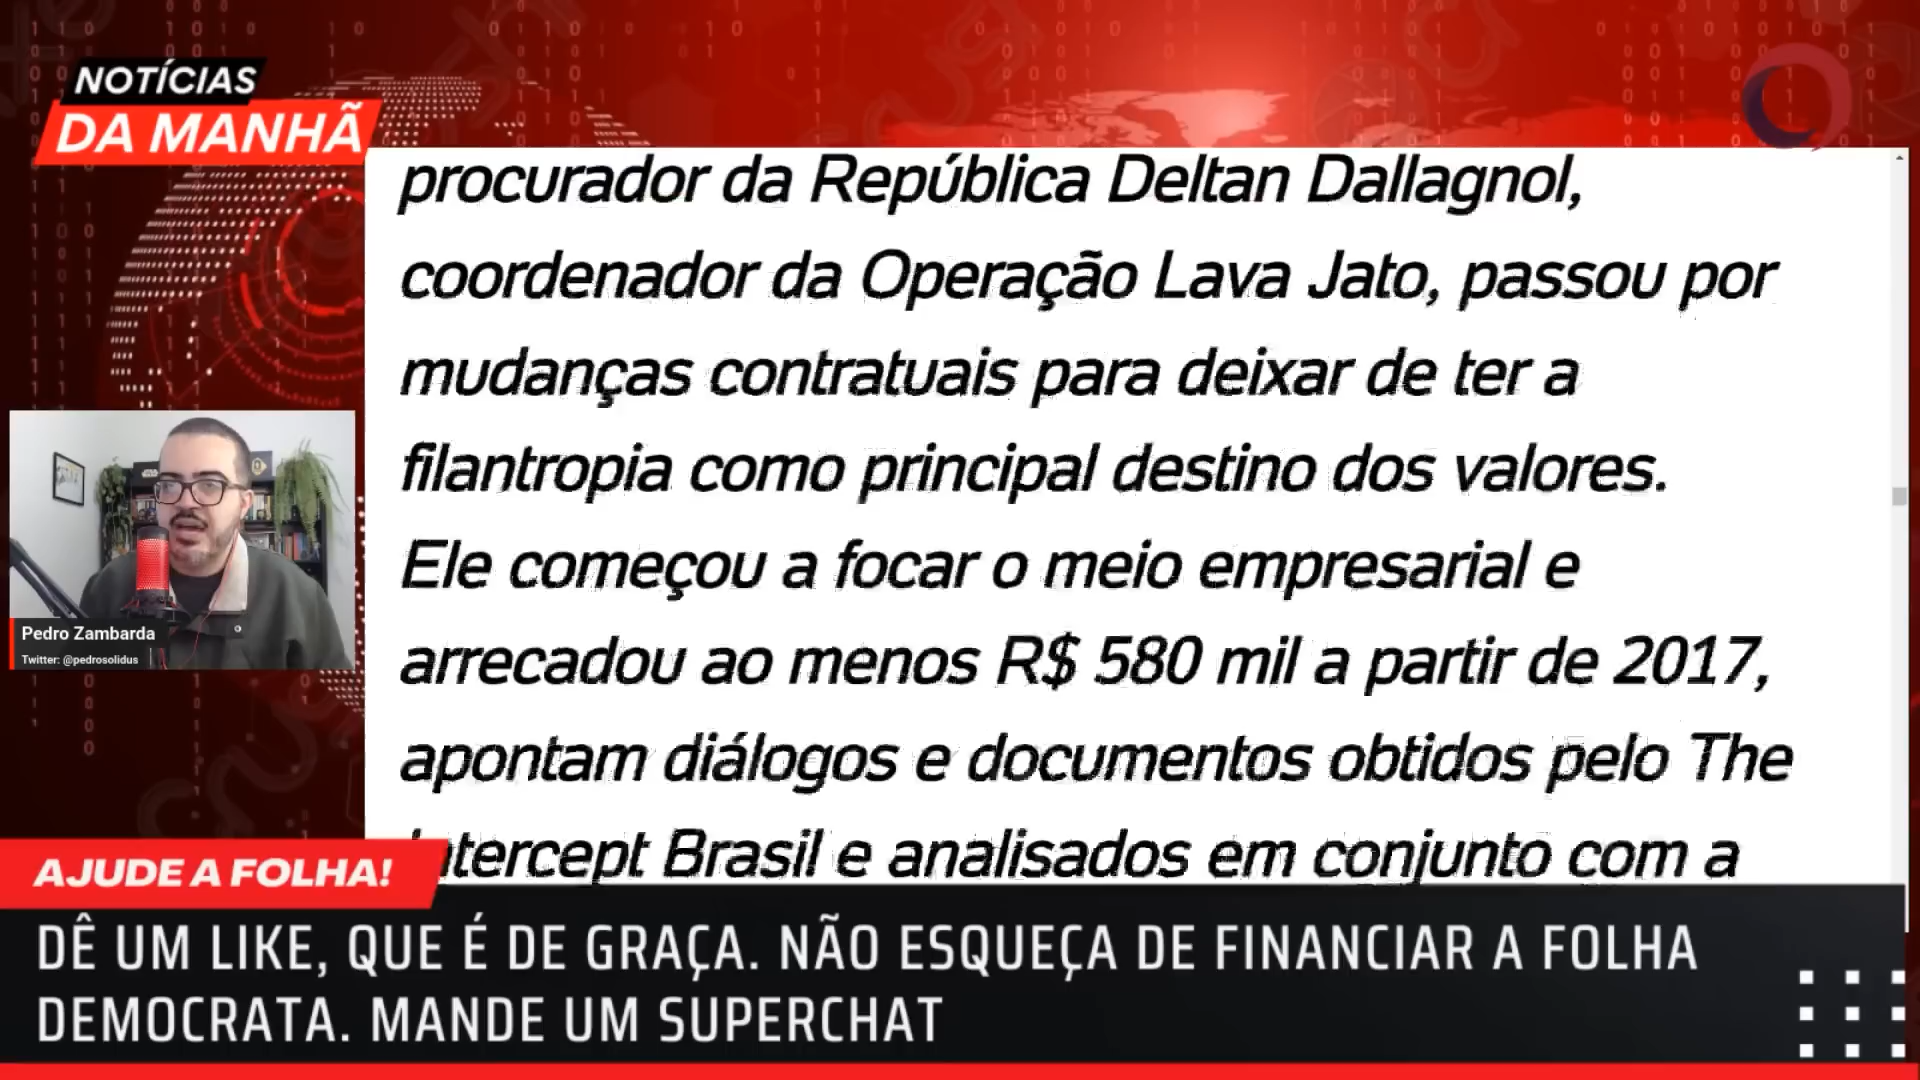 NOTÍCIAS
DA MANHÃ
procurador da República Deltan Dallagnol,
coordenador da Operação Lava Jato, passou por
mudanças contratuais para deixar de ter a
filantropia como principal destino dos valores.
Ele começou a focar o meio empresarial e
arrecadou ao menos R$ 580 mil a partir de 2017,
apontam diálogos e documentos obtidos pelo The
Intercept Brasil e analisados em conjunto com a
Pedro Zambarda
Twitter: @pedrosolidus
AJUDE A FOLHA!
DÊ UM LIKE, QUE É DE GRAÇA. NÃO ESQUEÇA DE FINANCIAR A FOLHA
DEMOCRATA. MANDE UM SUPERCHAT